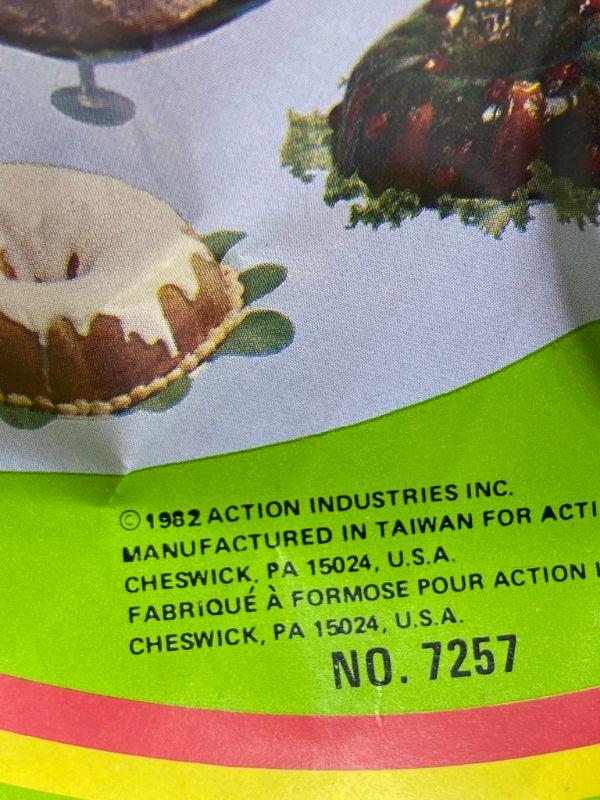 © 1982 ACTION INDUSTRIES INC.
MANUFACTURED IN TAIWAN FOR ACTI
CHESWICK, PA 15024, U.S.A.
FABRIQUÉ À FORMOSE POUR ACTION
CHESWICK, PA 15024, U.S.A.
NO. 7257